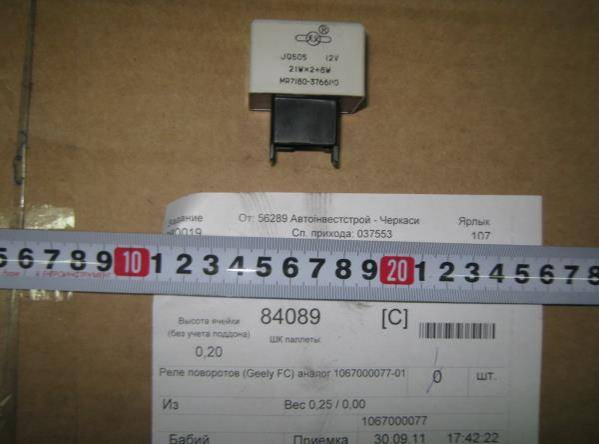 ®
JQ505 12V
21W×2+8W
MR7180-3766110
От: 56289 Автоінвестстрой - Черкаси Ярлык
Сп. прихода: 037553 107
5 6 7 8 9 10 1 2 3 4 5 6 7 8 9 20 1 2 3 4 5 6 7 8
Высота ячейки 84089 [C]
(без учета поддона) ШК паллеты:
0,20
Реле поворотов (Geely FC) аналог 1067000077-01 0 шт.
Из Вес 0,25 / 0,00
1067000077
Бабий Приемка 30.09.11 17:42:22